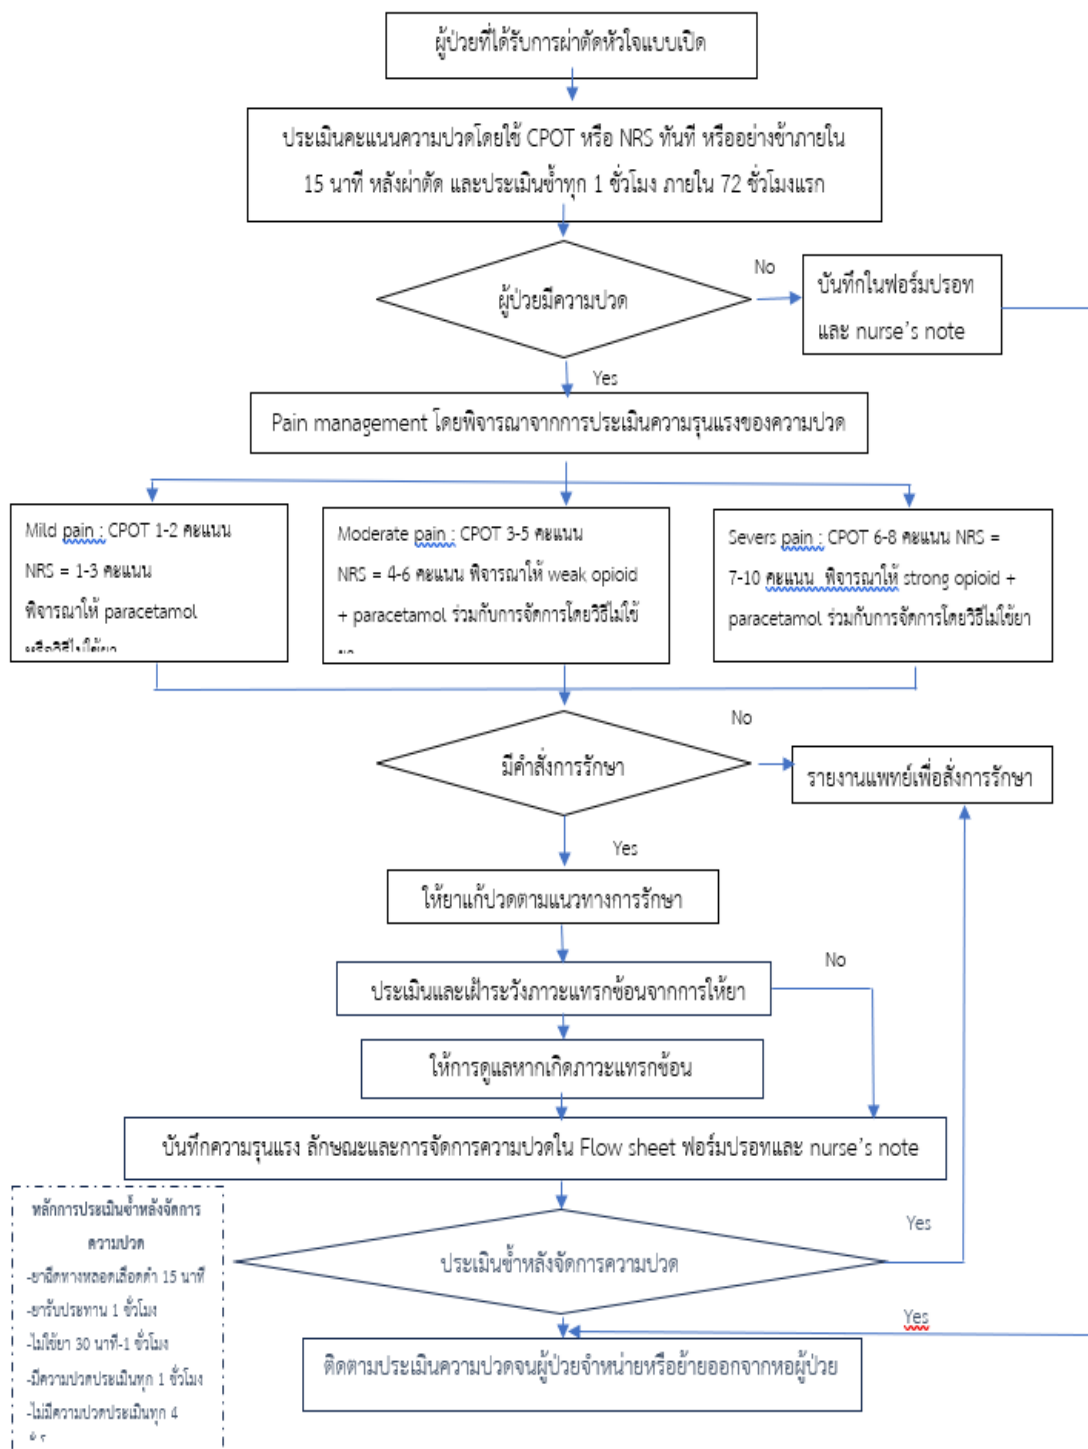 ผู้ป่วยที่ได้รับการผ่าตัดหัวใจแบบเปิด
ประเมินคะแนนความปวดโดยใช้ CPOT หรือ NRS ทันที หรืออย่างช้าภายใน
15 นาที หลังผ่าตัด และประเมินซ้ำทุก 1 ชั่วโมง ภายใน 72 ชั่วโมงแรก
ผู้ป่วยมีความปวด
No
บันทึกในฟอร์มปรอท
และ nurse’s note
Yes
Pain management โดยพิจารณาจากการประเมินความรุนแรงของความปวด
Mild pain : CPOT 1-2 คะแนน
NRS = 1-3 คะแนน
พิจารณาให้ paracetamol
หรือวิธีไม่ใช้ยา
Moderate pain : CPOT 3-5 คะแนน
NRS = 4-6 คะแนน พิจารณาให้ weak opioid
+ paracetamol ร่วมกับการจัดการโดยวิธีไม่ใช้
Severs pain : CPOT 6-8 คะแนน NRS =
7-10 คะแนน พิจารณาให้ strong opioid +
paracetamol ร่วมกับการจัดการโดยวิธีไม่ใช้ยา
มีคำสั่งการรักษา
No
รายงานแพทย์เพื่อสั่งการรักษา
Yes
ให้ยาแก้ปวดตามแนวทางการรักษา
ประเมินและเฝ้าระวังภาวะแทรกซ้อนจากการให้ยา
No
ให้การดูแลหากเกิดภาวะแทรกซ้อน
บันทึกความรุนแรง ลักษณะและการจัดการความปวดใน Flow sheet ฟอร์มปรอทและ nurse’s note
หลักการประเมินซ้ำหลังจัดการ
ความปวด
-ยาฉีดทางหลอดเลือดดำ 15 นาที
-ยารับประทาน 1 ชั่วโมง
-ไม่ใช้ยา 30 นาที-1 ชั่วโมง
-มีความปวดประเมินทุก 1 ชั่วโมง
-ไม่มีความปวดประเมินทุก 4
ประเมินซ้ำหลังจัดการความปวด
Yes
Yes
ติดตามประเมินความปวดจนผู้ป่วยจำหน่ายหรือย้ายออกจากหอผู้ป่วย